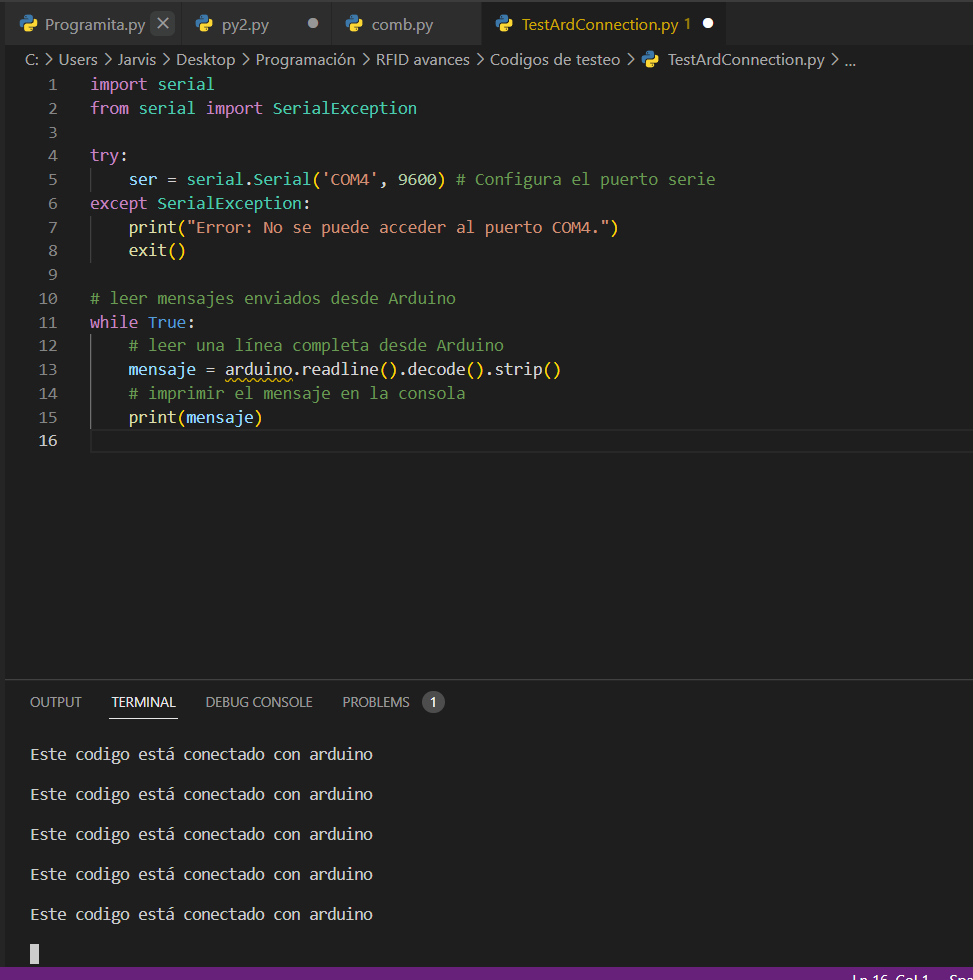 Programita.py
py2.py
comb.py
TestArdConnection.py 1
C: > Users > Jarvis > Desktop > Programación > RFID avances > Codigos de testeo > TestArdConnection.py > ...
1 import serial
2 from serial import SerialException
3
4 try:
5     ser = serial.Serial('COM4', 9600) # Configura el puerto serie
6 except SerialException:
7     print("Error: No se puede acceder al puerto COM4.")
8     exit()
9
10 # leer mensajes enviados desde Arduino
11 while True:
12     # leer una línea completa desde Arduino
13     mensaje = arduino.readline().decode().strip()
14     # imprimir el mensaje en la consola
15     print(mensaje)
16
OUTPUT TERMINAL DEBUG CONSOLE PROBLEMS 1
Este codigo está conectado con arduino
Este codigo está conectado con arduino
Este codigo está conectado con arduino
Este codigo está conectado con arduino
Este codigo está conectado con arduino
Ln 16, Col 1